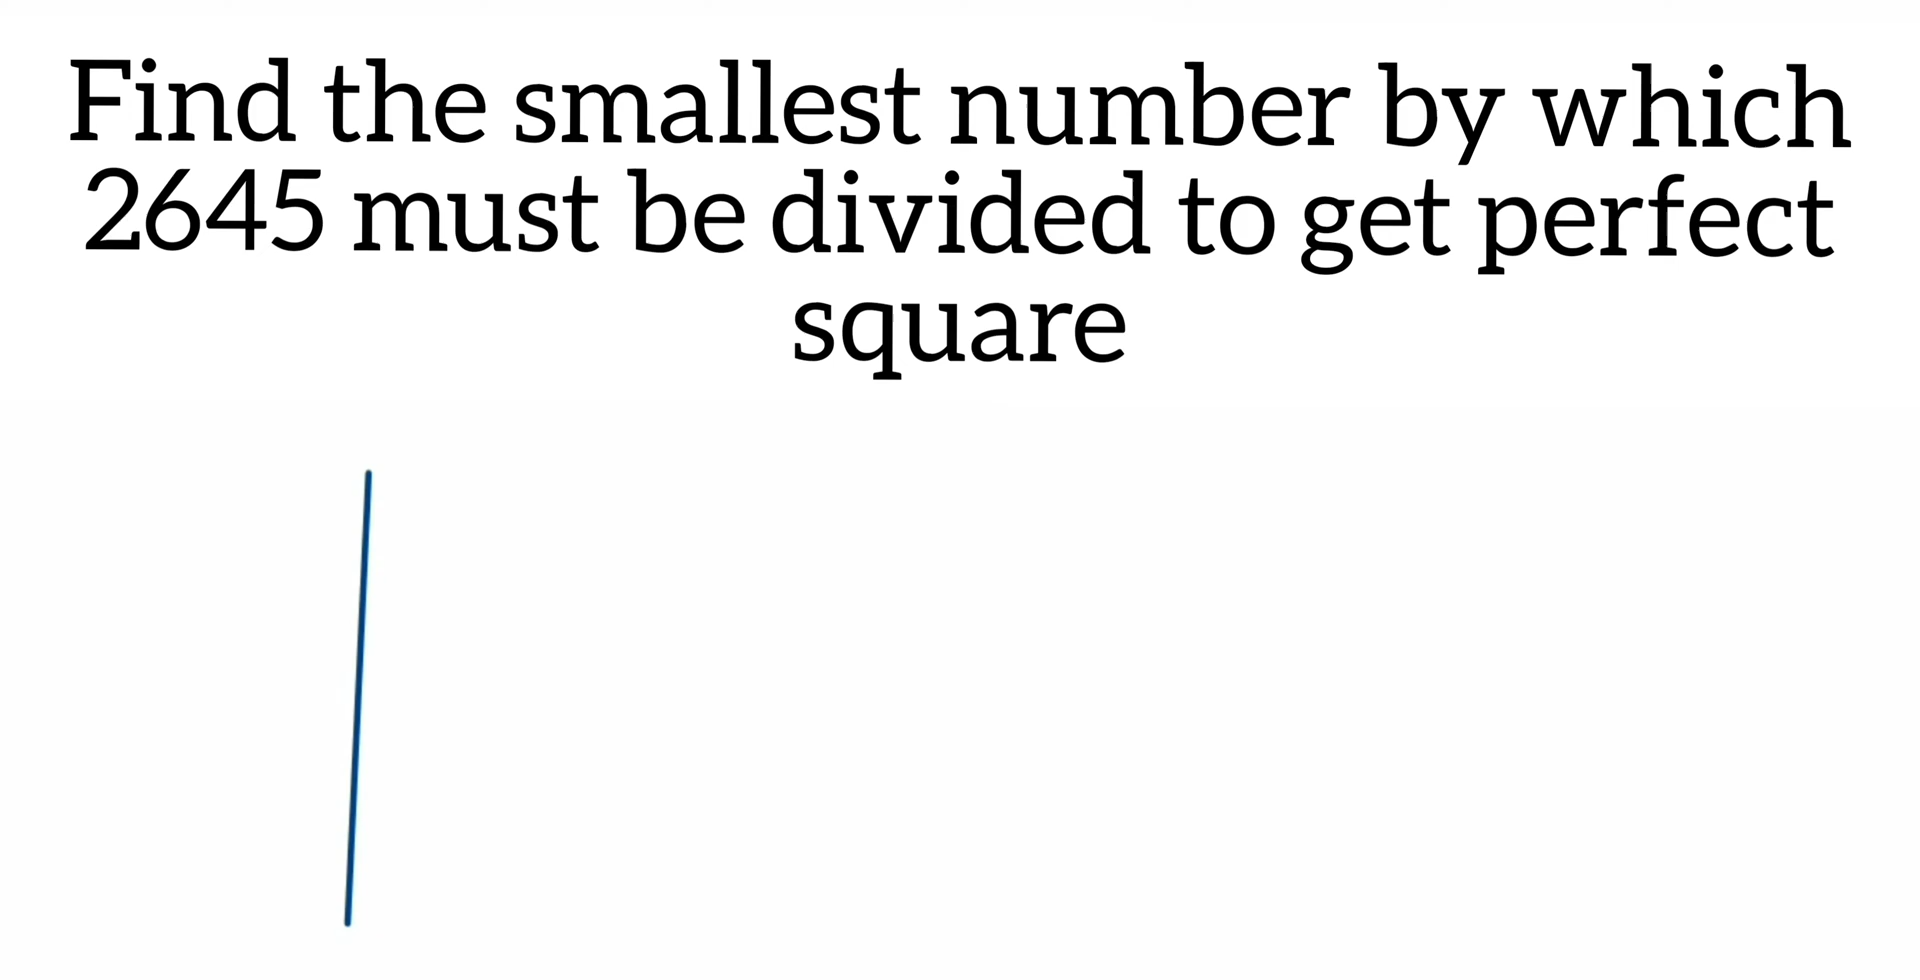 Find the smallest number by which
2645 must be divided to get perfect
square